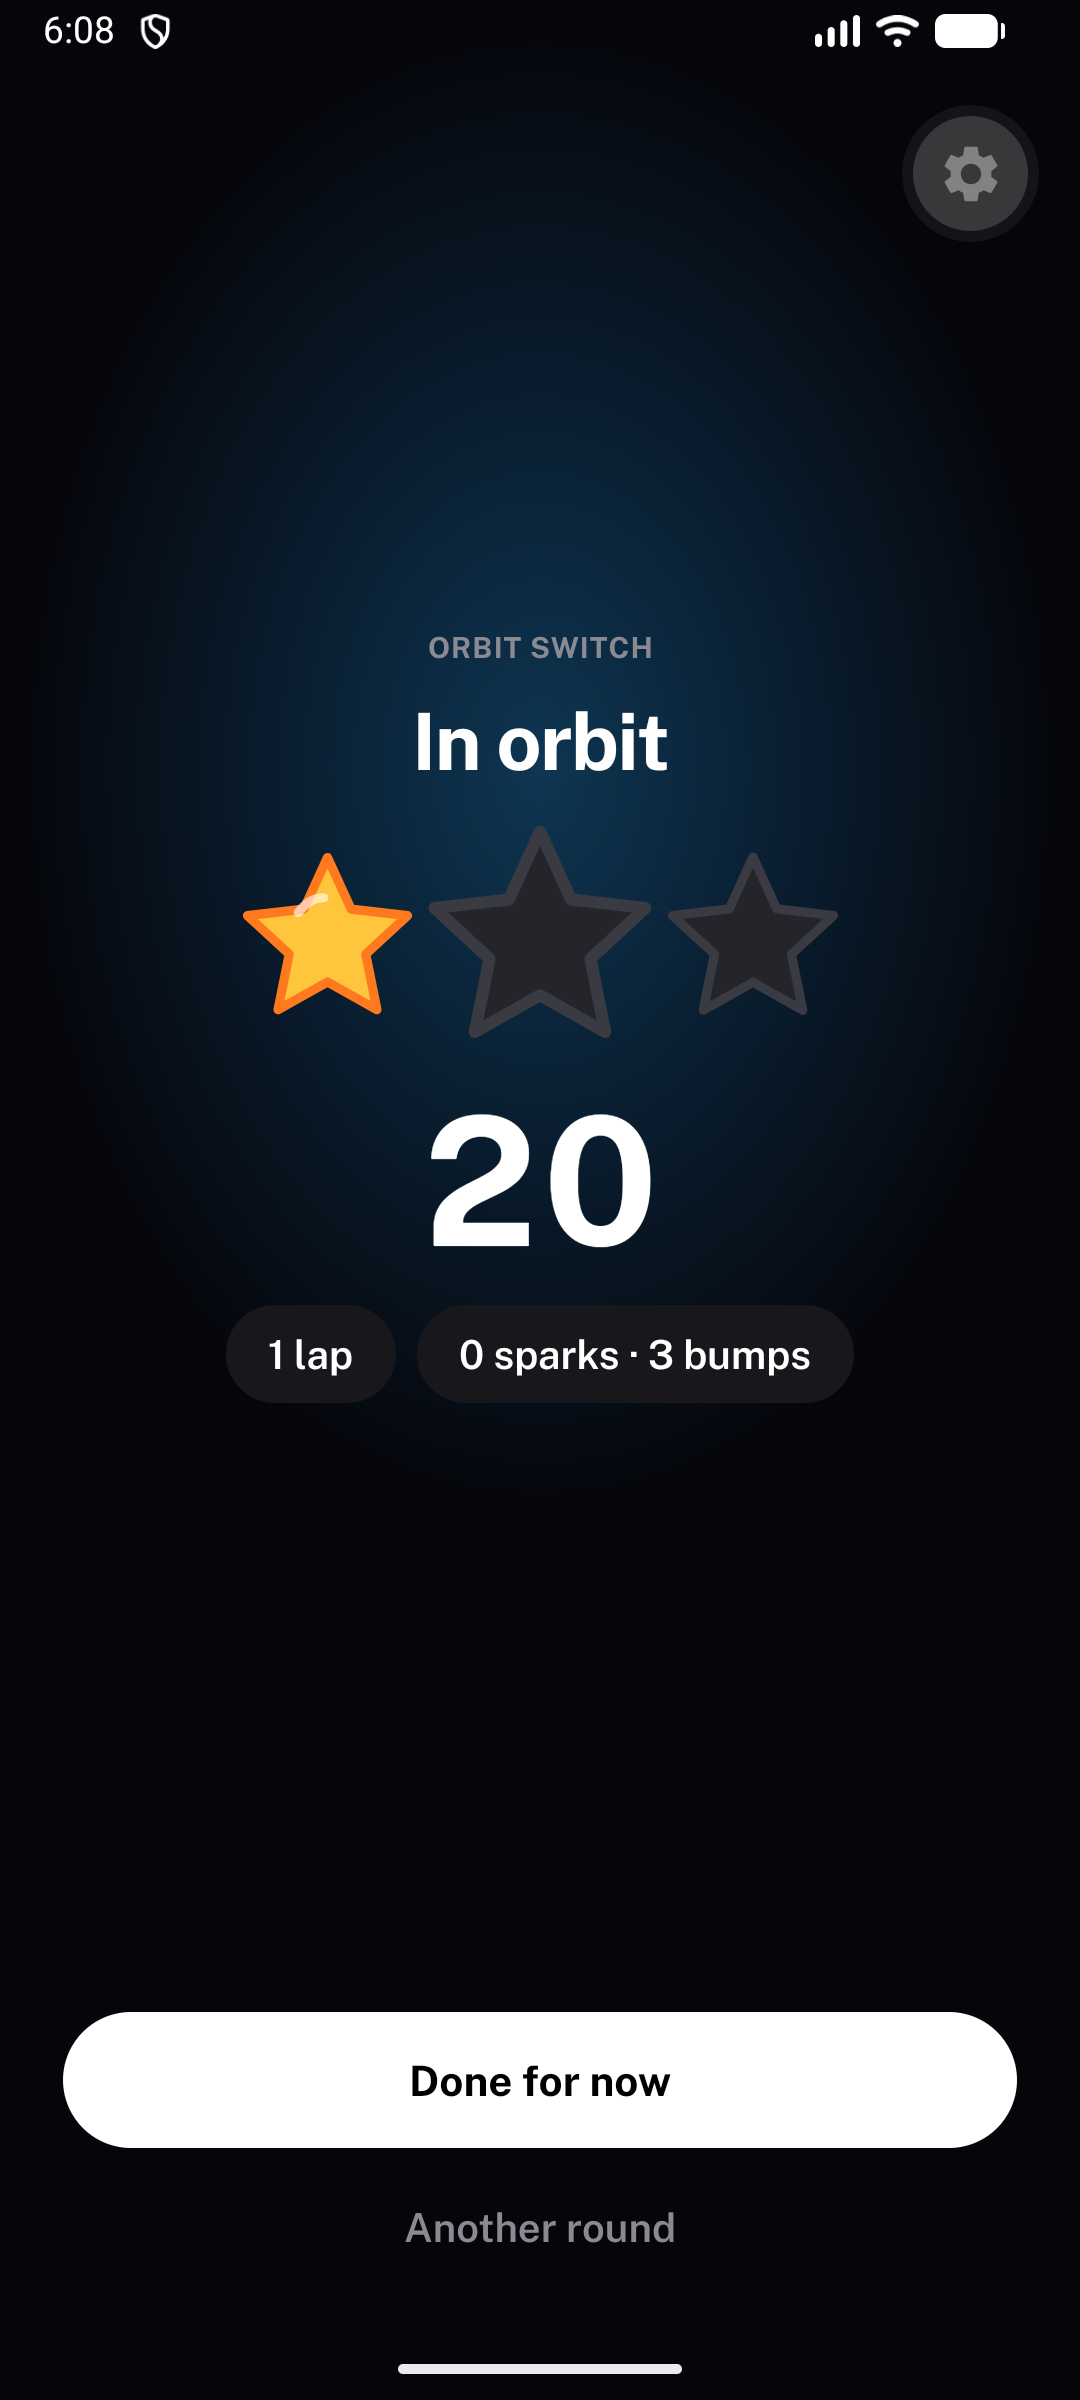 6:08
ORBIT SWITCH
In orbit
20
1 lap
0 sparks · 3 bumps
Done for now
Another round